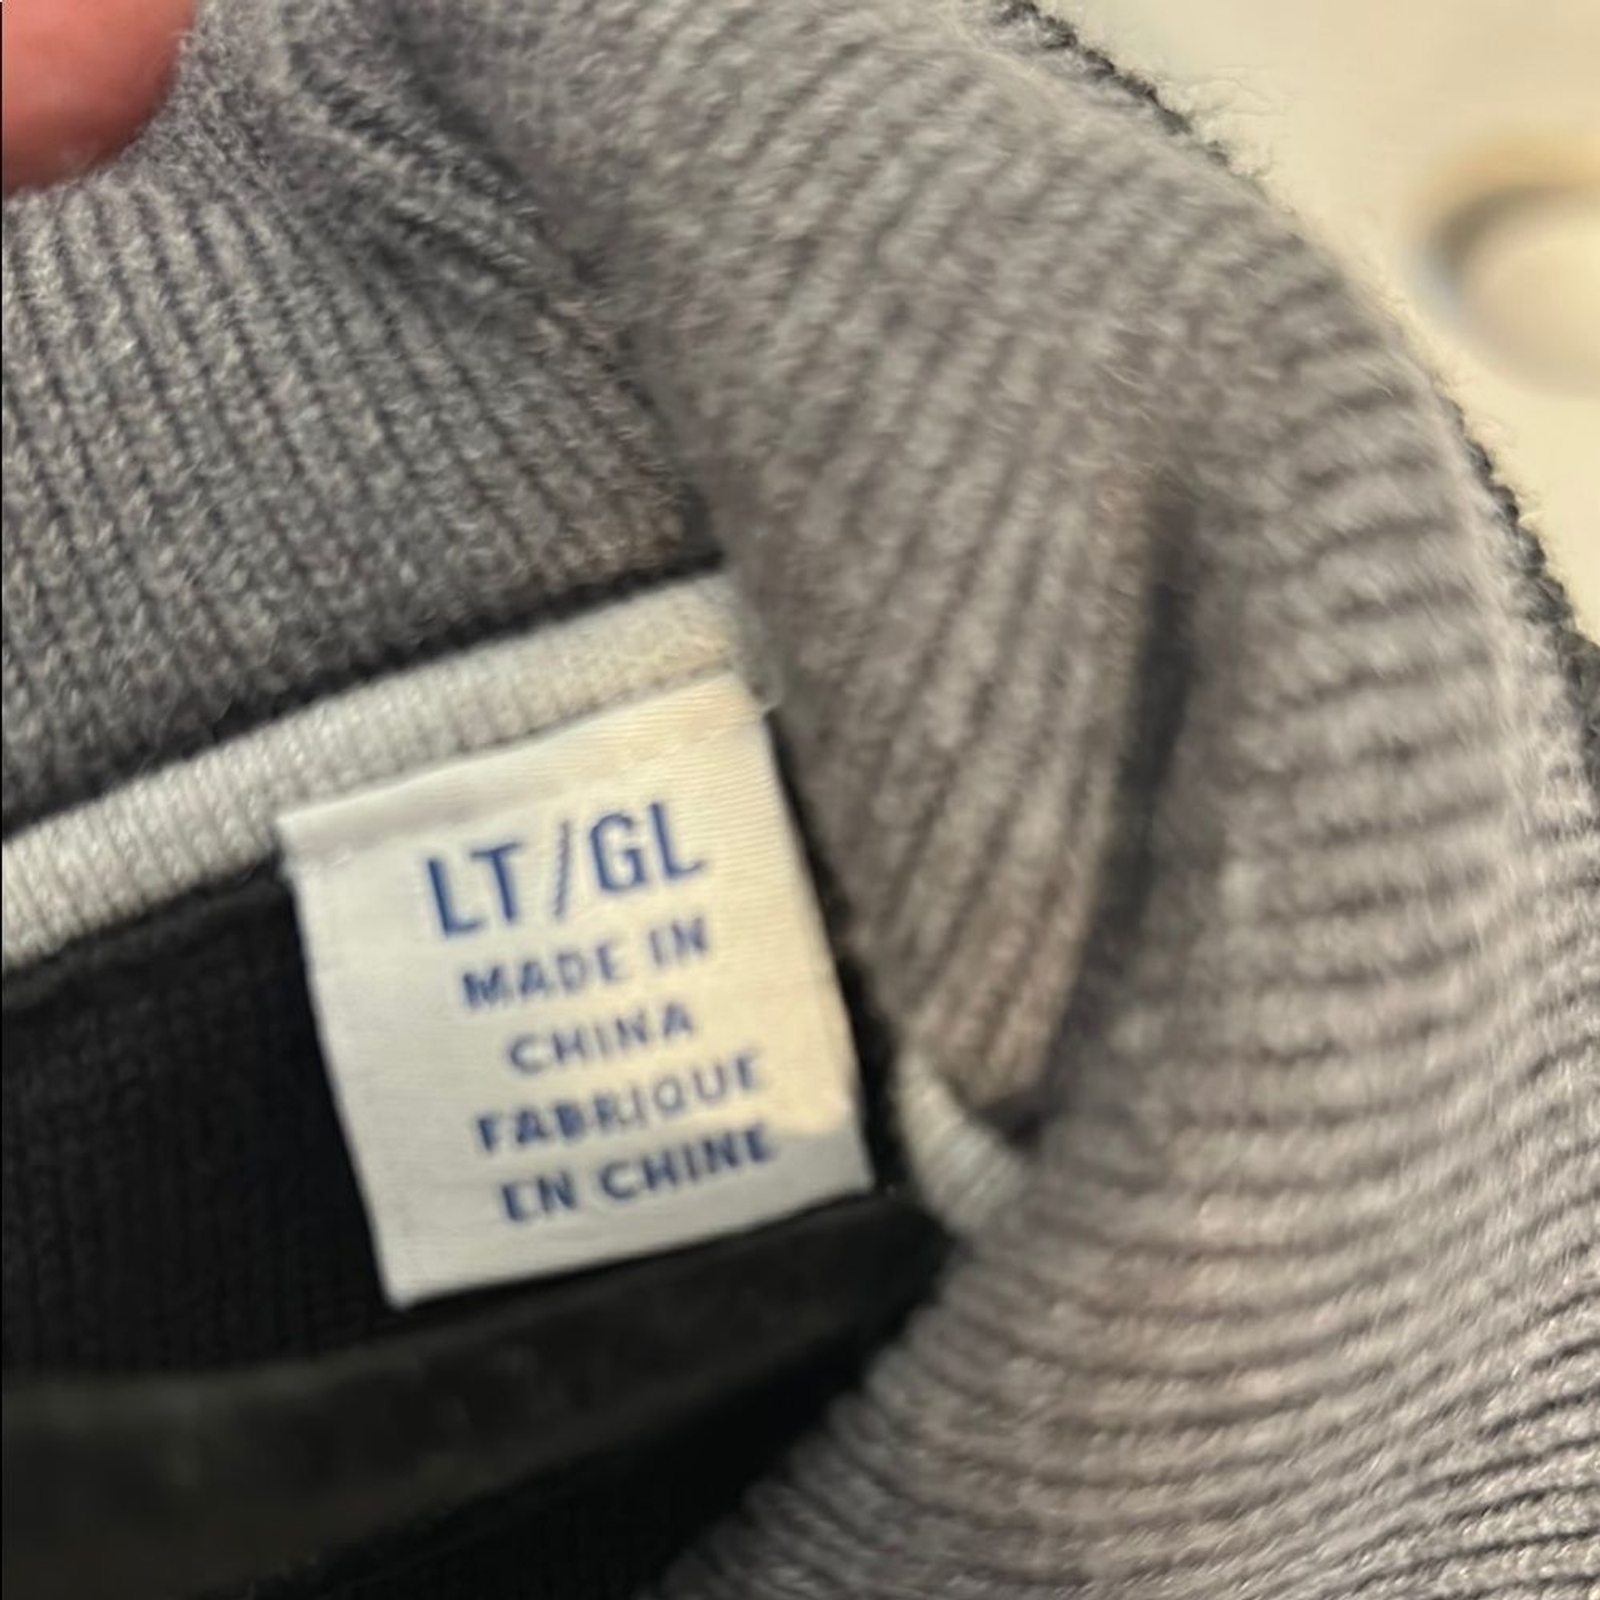 LT/GL
MADE IN
CHINA
FABRIQUE
EN CHINE